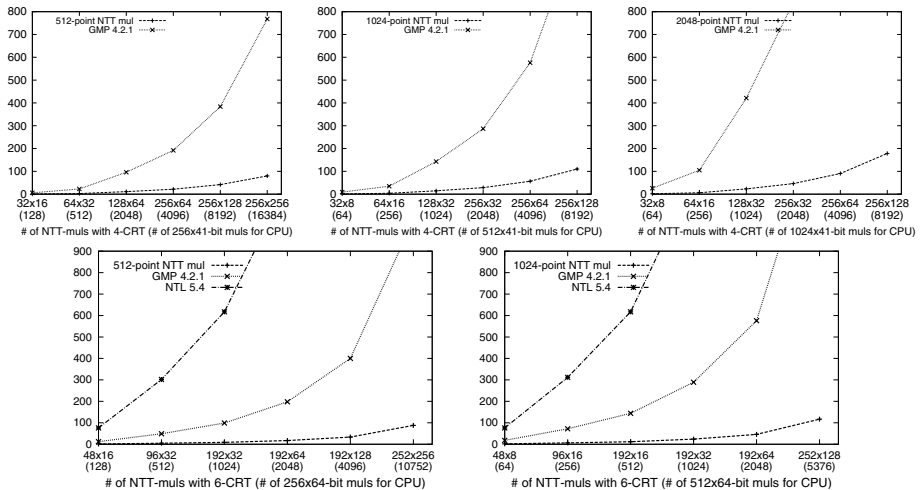 800
700
600
500
400
300
200
100
0
512-point NTT mul
GMP 4.2.1
32x16 64x32 128x64 256x64 256x128 256x256
(128) (512) (2048) (4096) (8192) (16384)
# of NTT-muls with 4-CRT (# of 256x41-bit muls for CPU)
800
700
600
500
400
300
200
100
0
1024-point NTT mul
GMP 4.2.1
32x8 64x16 128x32 256x32 256x64 256x128
(64) (256) (1024) (2048) (4096) (8192)
# of NTT-muls with 4-CRT (# of 512x41-bit muls for CPU)
800
700
600
500
400
300
200
100
0
2048-point NTT mul
GMP 4.2.1
32x8 64x16 128x32 256x32 256x64 256x128
(64) (256) (1024) (2048) (4096) (8192)
# of NTT-muls with 4-CRT (# of 1024x41-bit muls for CPU)
900
800
700
600
500
400
300
200
100
0
512-point NTT mul
GMP 4.2.1
NTL 5.4
48x16 96x32 192x32 192x64 192x128 252x256
(128) (512) (1024) (2048) (4096) (10752)
# of NTT-muls with 6-CRT (# of 256x64-bit muls for CPU)
900
800
700
600
500
400
300
200
100
0
1024-point NTT mul
GMP 4.2.1
NTL 5.4
48x8 96x16 192x16 192x32 192x64 252x128
(64) (256) (512) (1024) (2048) (5376)
# of NTT-muls with 6-CRT (# of 512x64-bit muls for CPU)